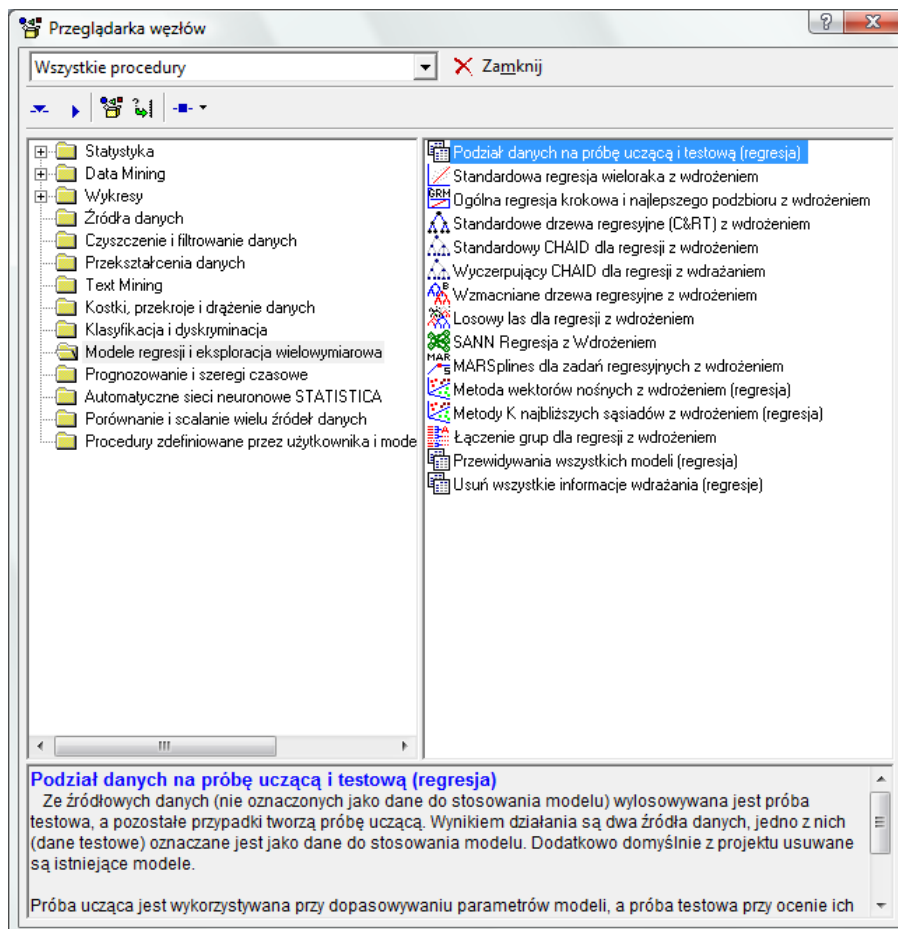 Przeglądarka węzłów
Wszystkie procedury
Zamknij
Statystyka
Data Mining
Wykresy
Źródła danych
Czyszczenie i filtrowanie danych
Przekształcenia danych
Text Mining
Kostki, przekroje i drążenie danych
Klasyfikacja i dyskryminacja
Modele regresji i eksploracja wielowymiarowa
Prognozowanie i szeregi czasowe
Automatyczne sieci neuronowe STATISTICA
Porównanie i scalanie wielu źródeł danych
Procedury zdefiniowane przez użytkownika i mode
Podział danych na próbę uczącą i testową (regresja)
Standardowa regresja wieloraka z wdrożeniem
GRM Ogólna regresja krokowa i najlepszego podzbioru z wdrożeniem
Standardowe drzewa regresyjne (C&RT) z wdrożeniem
Standardowy CHAID dla regresji z wdrożeniem
Wyczerpujący CHAID dla regresji z wdrażaniem
Wzmacniane drzewa regresyjne z wdrożeniem
Losowy las dla regresji z wdrożeniem
SANN Regresja z Wdrożeniem
MAR S MARSplines dla zadań regresyjnych z wdrożeniem
Metoda wektorów nośnych z wdrożeniem (regresja)
Metody K najbliższych sąsiadów z wdrożeniem (regresja)
Łączenie grup dla regresji z wdrożeniem
Przewidywania wszystkich modeli (regresja)
Usuń wszystkie informacje wdrażania (regresje)
Podział danych na próbę uczącą i testową (regresja)
Ze źródłowych danych (nie oznaczonych jako dane do stosowania modelu) wylosowywana jest próba
testowa, a pozostałe przypadki tworzą próbę uczącą. Wynikiem działania są dwa źródła danych, jedno z nich
(dane testowe) oznaczane jest jako dane do stosowania modelu. Dodatkowo domyślnie z projektu usuwane
są istniejące modele.
Próba ucząca jest wykorzystywana przy dopasowywaniu parametrów modeli, a próba testowa przy ocenie ich